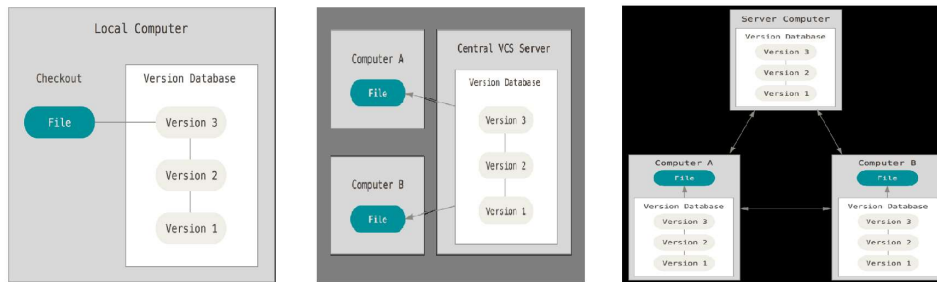 Local Computer
Checkout
Version Database
File
Version 3
Version 2
Version 1
Computer A
File
Computer B
File
Central VCS Server
Version Database
Version 3
Version 2
Version 1
Server Computer
Version Database
Version 3
Version 2
Version 1
Computer A
File
Version Database
Version 3
Version 2
Version 1
Computer B
File
Version Database
Version 3
Version 2
Version 1